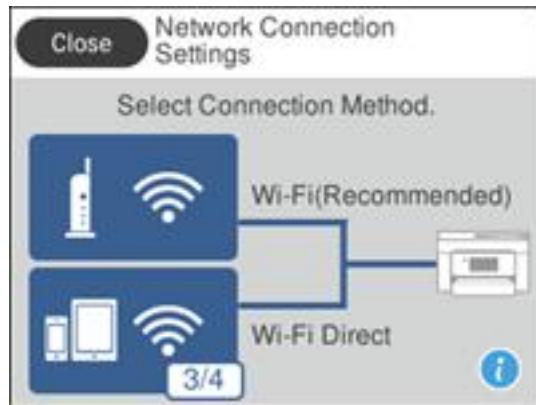 Close
Network Connection
Settings
Select Connection Method.
Wi-Fi(Recommended)
Wi-Fi Direct
3/4
i